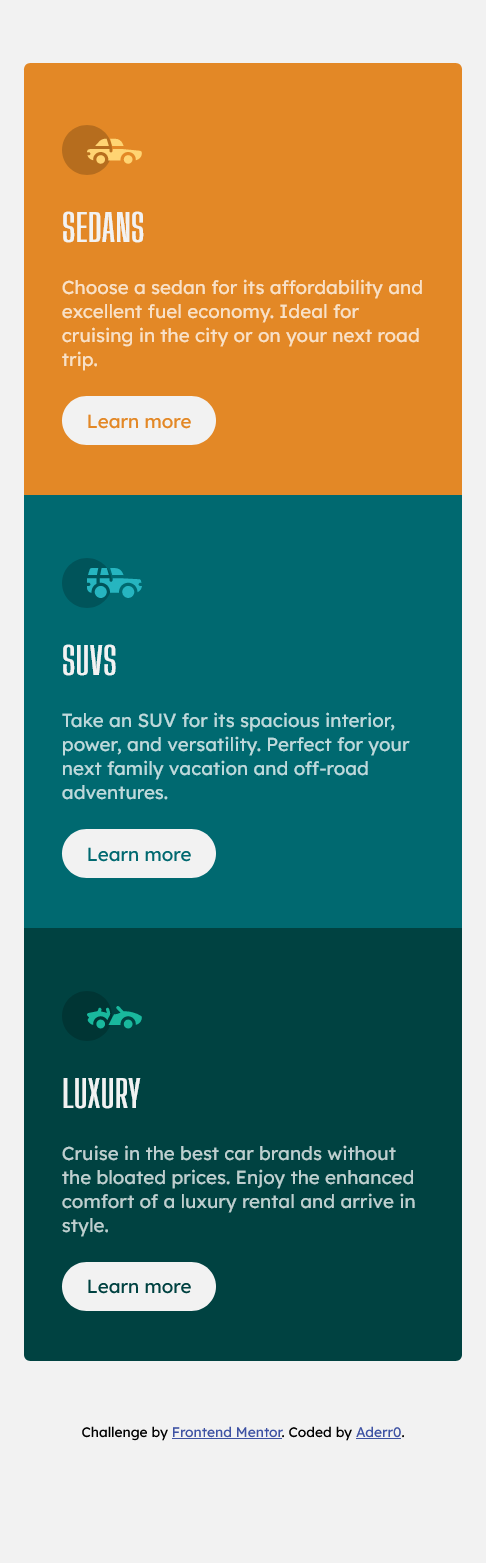 SEDANS
Choose a sedan for its affordability and
excellent fuel economy. Ideal for
cruising in the city or on your next road
trip.
Learn more
SUVS
Take an SUV for its spacious interior,
power, and versatility. Perfect for your
next family vacation and off-road
adventures.
Learn more
LUXURY
Cruise in the best car brands without
the bloated prices. Enjoy the enhanced
comfort of a luxury rental and arrive in
style.
Learn more
Challenge by Frontend Mentor. Coded by Aderr0.